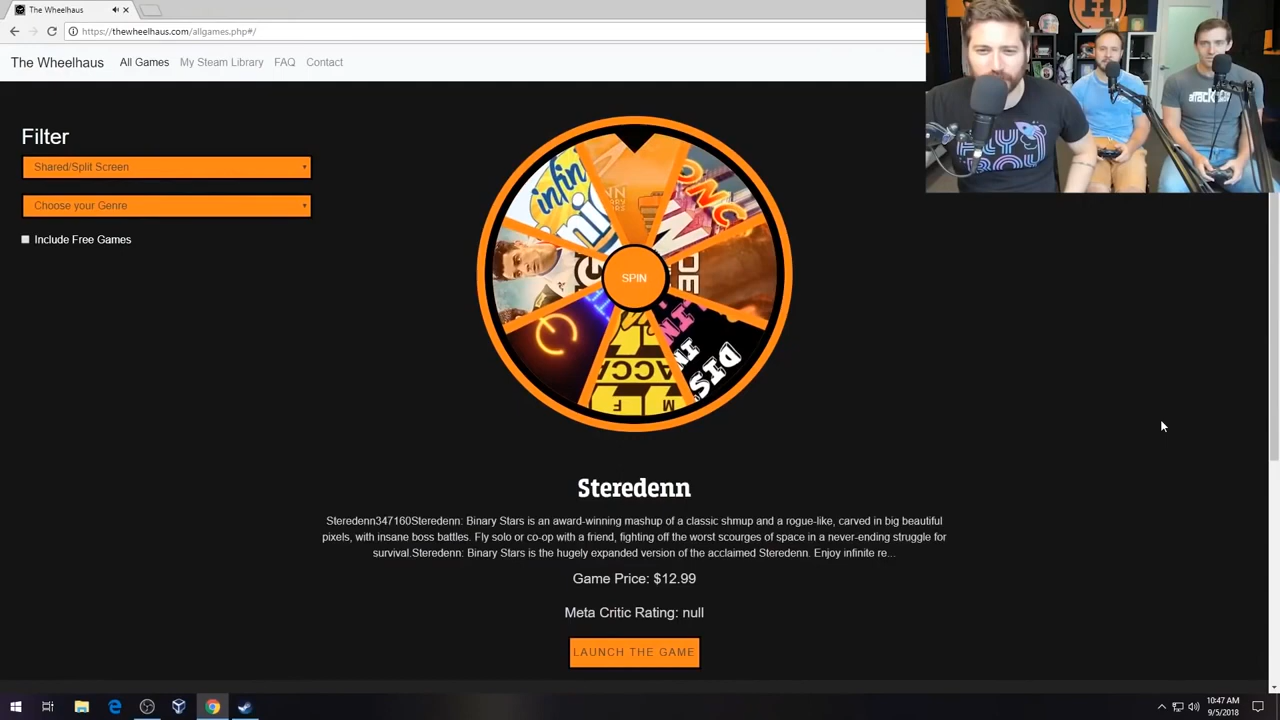 The Wheelhaus
https://thewheelhaus.com/allgames.php#/
The Wheelhaus
All Games
My Steam Library
FAQ
Contact
Filter
Shared/Split Screen
Choose your Genre
Include Free Games
SPIN
Steredenn
Steredenn347160Steredenn: Binary Stars is an award-winning mashup of a classic shmup and a rogue-like, carved in big beautiful
pixels, with insane boss battles. Fly solo or co-op with a friend, fighting off the worst scourges of space in a never-ending struggle for
survival.Steredenn: Binary Stars is the hugely expanded version of the acclaimed Steredenn. Enjoy infinite re...
Game Price: $12.99
Meta Critic Rating: null
LAUNCH THE GAME
10:47 AM
9/5/2018